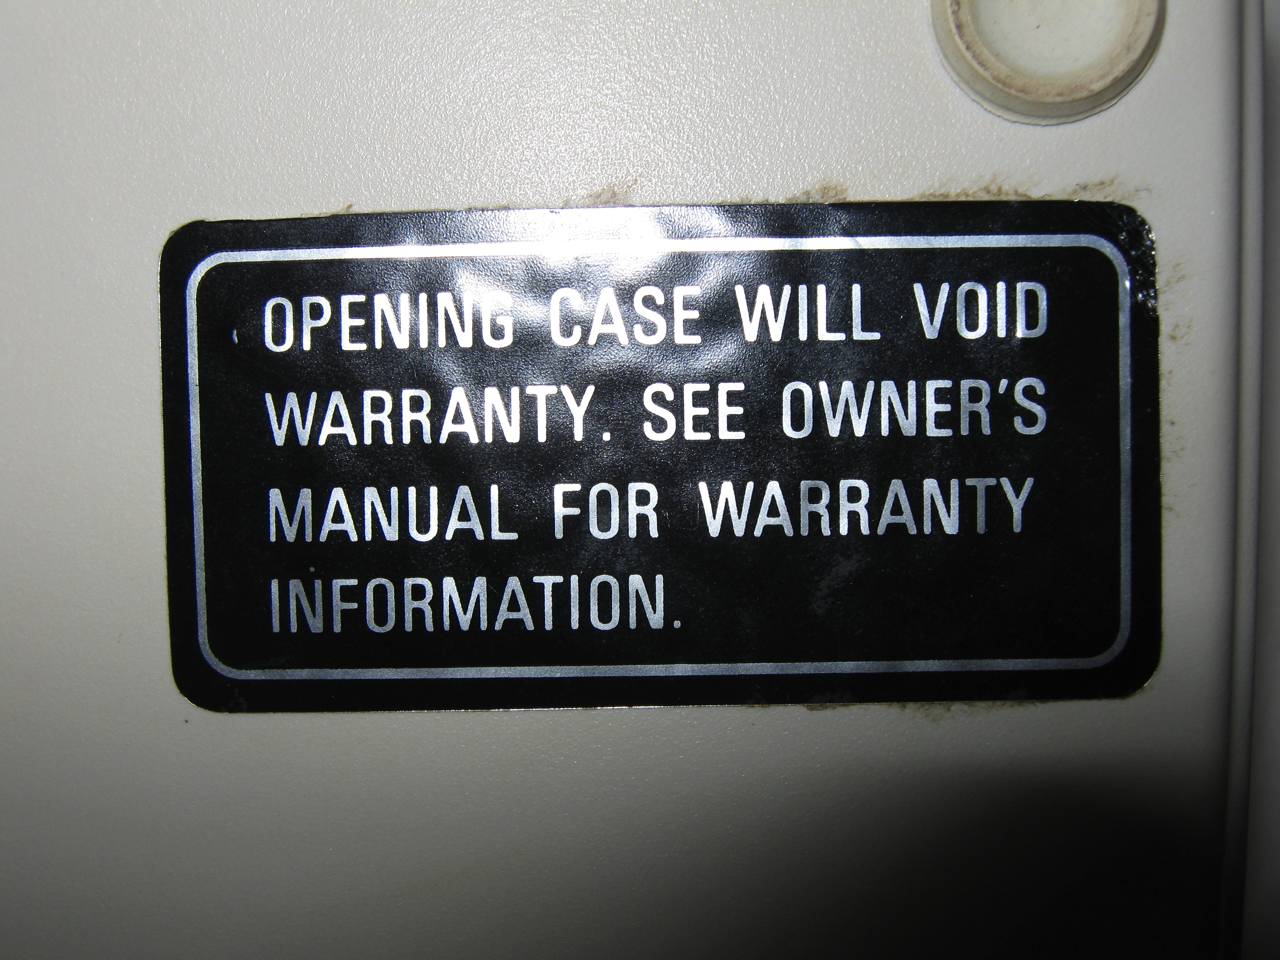 OPENING CASE WILL VOID
WARRANTY. SEE OWNER'S
MANUAL FOR WARRANTY
INFORMATION.